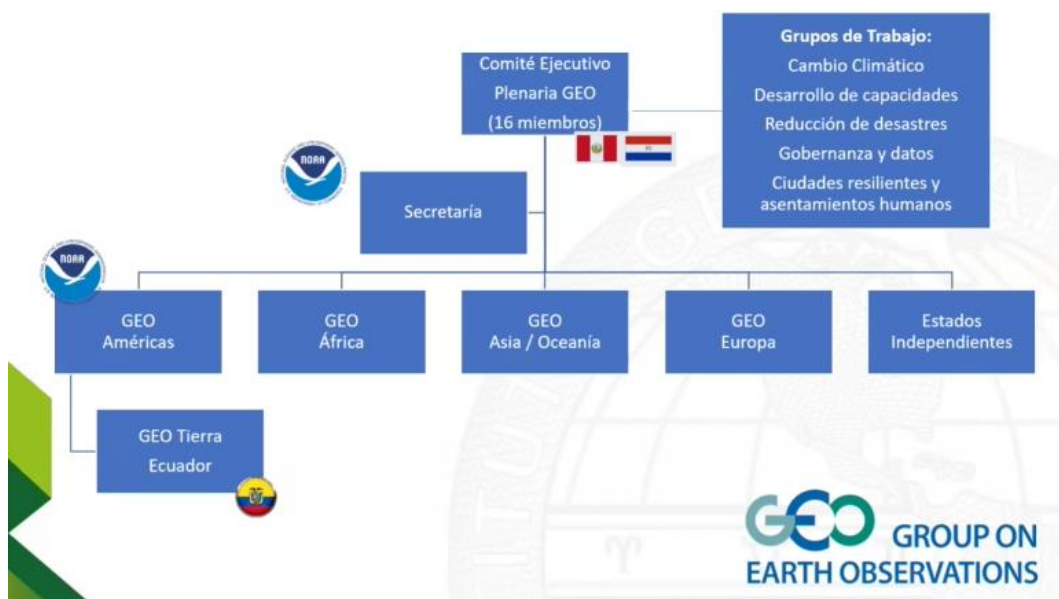 Comité Ejecutivo
Plenaria GEO
(16 miembros)
Grupos de Trabajo:
Cambio Climático
Desarrollo de capacidades
Reducción de desastres
Gobernanza y datos
Ciudades resilientes y
asentamientos humanos
NOAA
Secretaría
NOAA
GEO
Américas
GEO
África
GEO
Asia / Oceanía
GEO
Europa
Estados
Independientes
GEO Tierra
Ecuador
GEO GROUP ON
EARTH OBSERVATIONS